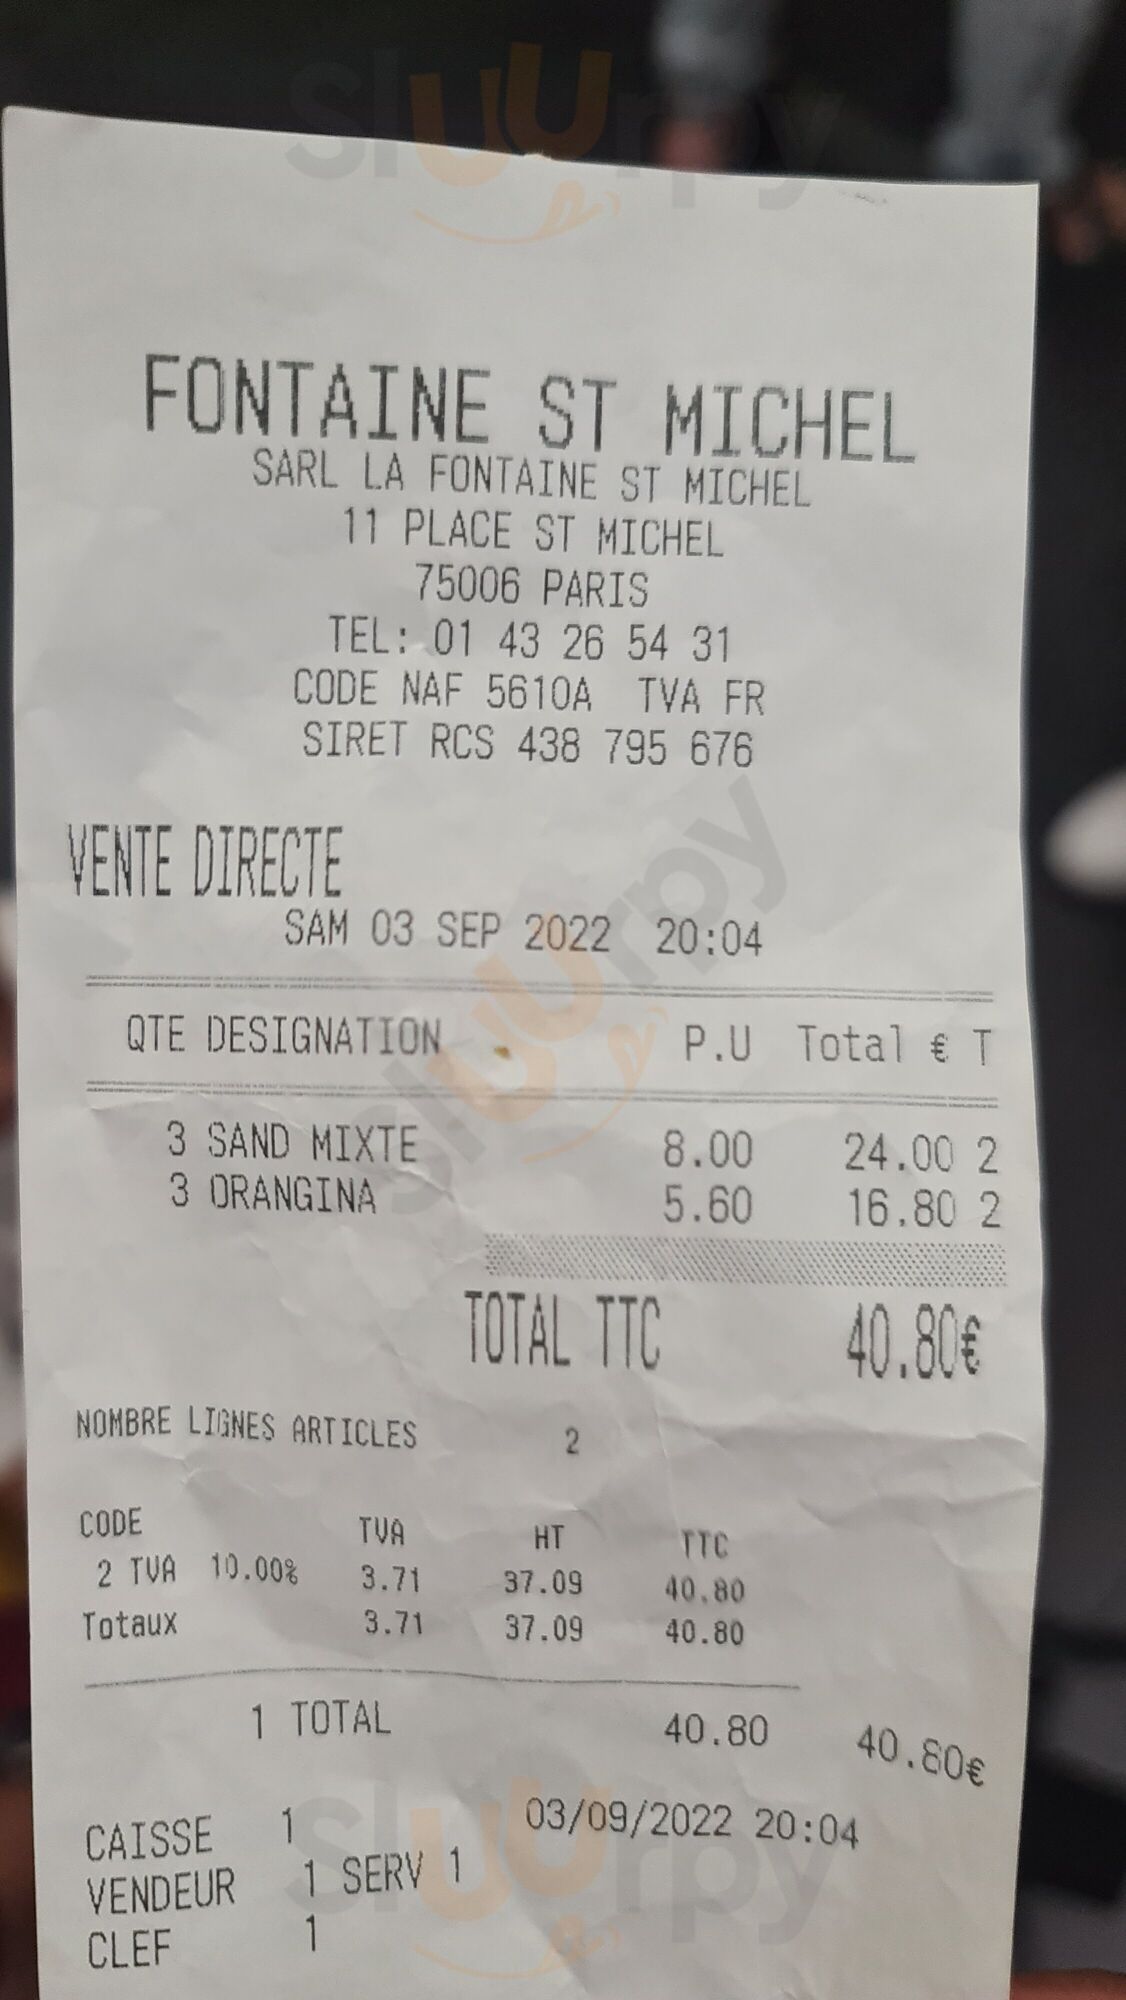 sluurpy
FONTAINE ST MICHEL
SARL LA FONTAINE ST MICHEL
11 PLACE ST MICHEL
75006 PARIS
TEL: 01 43 26 54 31
CODE NAF 5610A TVA FR
SIRET RCS 438 795 676
VENTE DIRECTE
SAM 03 SEP 2022 20:04
sluurpy
QTE DESIGNATION P.U Total € T
3 SAND MIXTE 8.00 24.00 2
3 ORANGINA 5.60 16.80 2
TOTAL TTC 40.80€
NOMBRE LIGNES ARTICLES 2
CODE TVA HT TTC
2 TVA 10.00% 3.71 37.09 40.80
Totaux 3.71 37.09 40.80
1 TOTAL 40.80 40.80€
CAISSE 1 03/09/2022 20:04
VENDEUR 1 SERV 1
CLEF 1
sluurpy